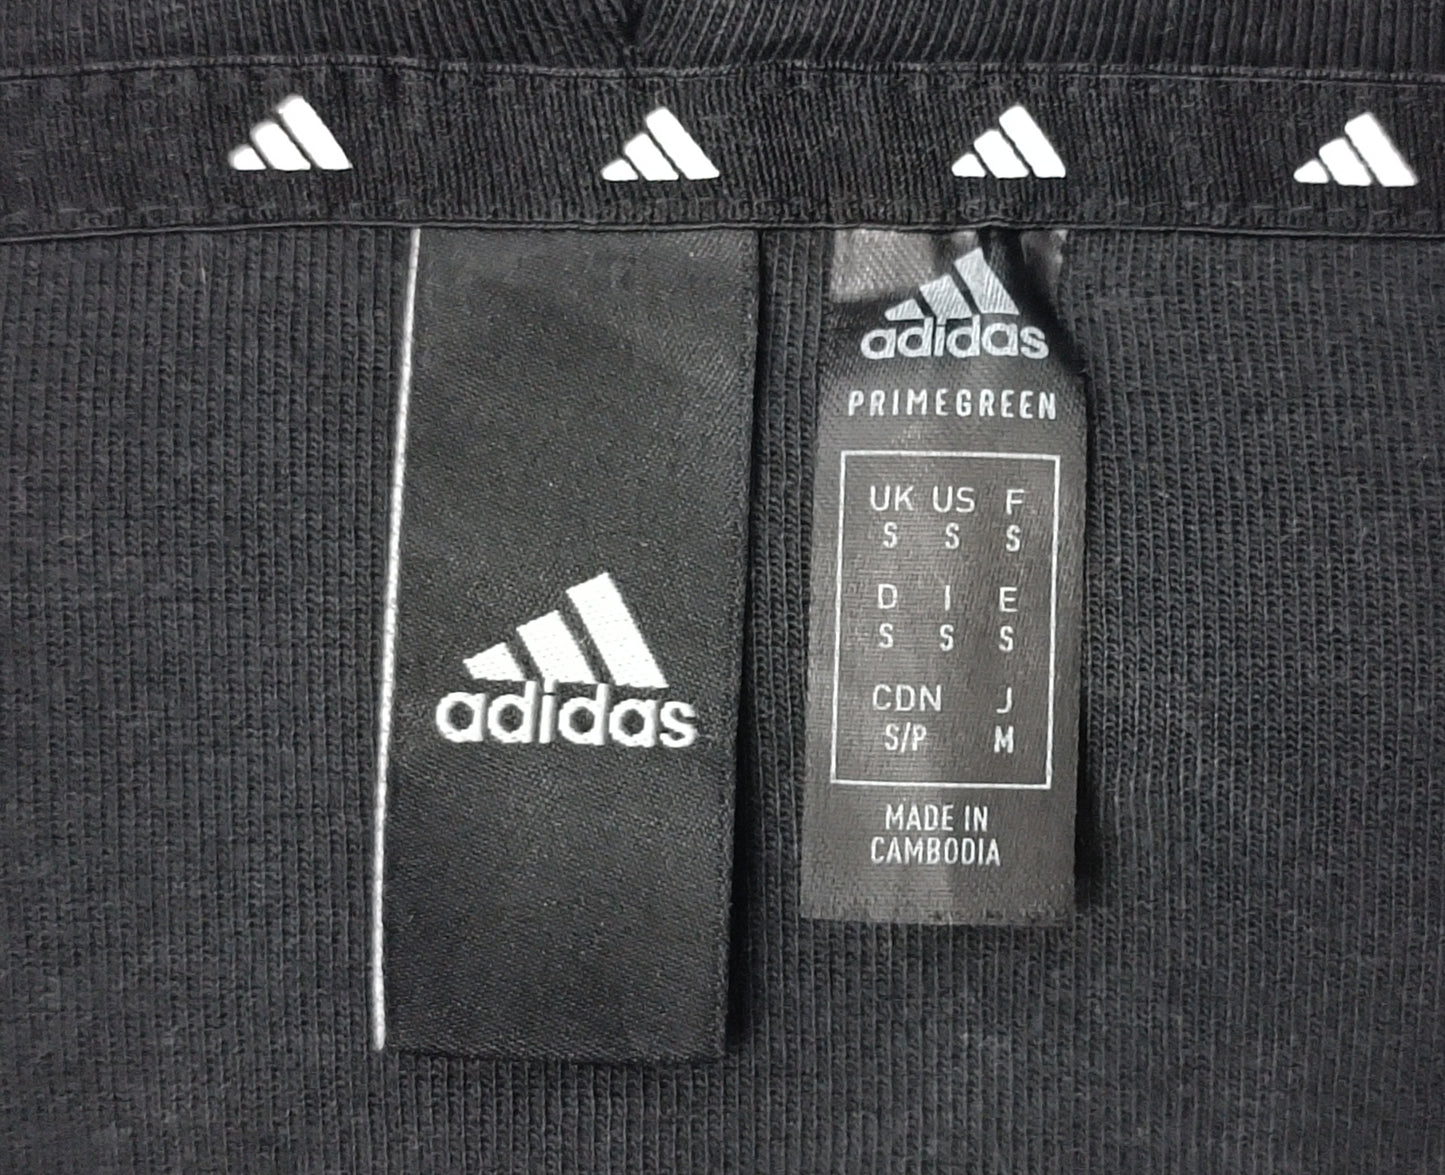 adidas
adidas
PRIMEGREEN
UK US F
S S S
D I E
S S S
CDN J
S/P M
MADE IN
CAMBODIA